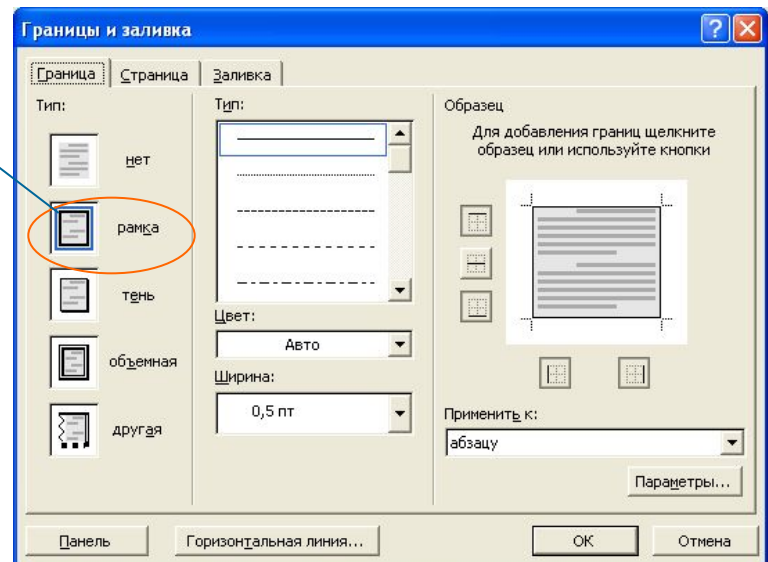 Границы и заливка
Граница
Страница
Заливка
Тип:
нет
рамка
тень
объемная
другая
Тип:
Цвет:
Авто
Ширина:
0,5 пт
Образец
Для добавления границ щелкните
образец или используйте кнопки
Применить к:
абзацу
Параметры...
Панель
Горизонтальная линия...
ОК
Отмена